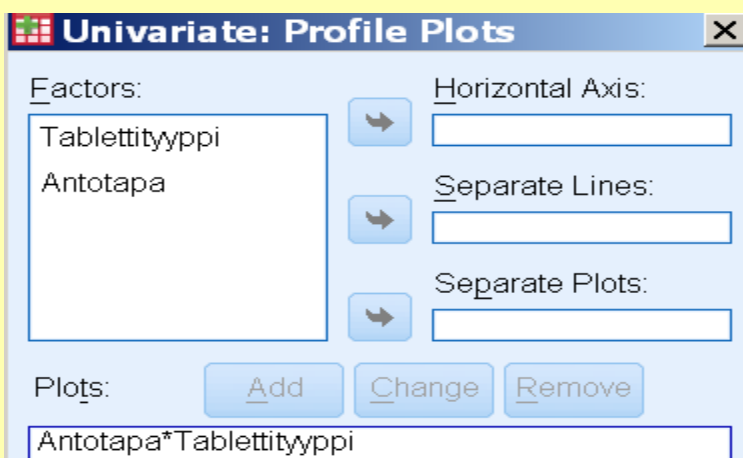 Univariate: Profile Plots
Factors:
Horizontal Axis:
Tablettityyppi
Antotapa
Separate Lines:
Separate Plots:
Plots:
Add
Change
Remove
Antotapa*Tablettityyppi